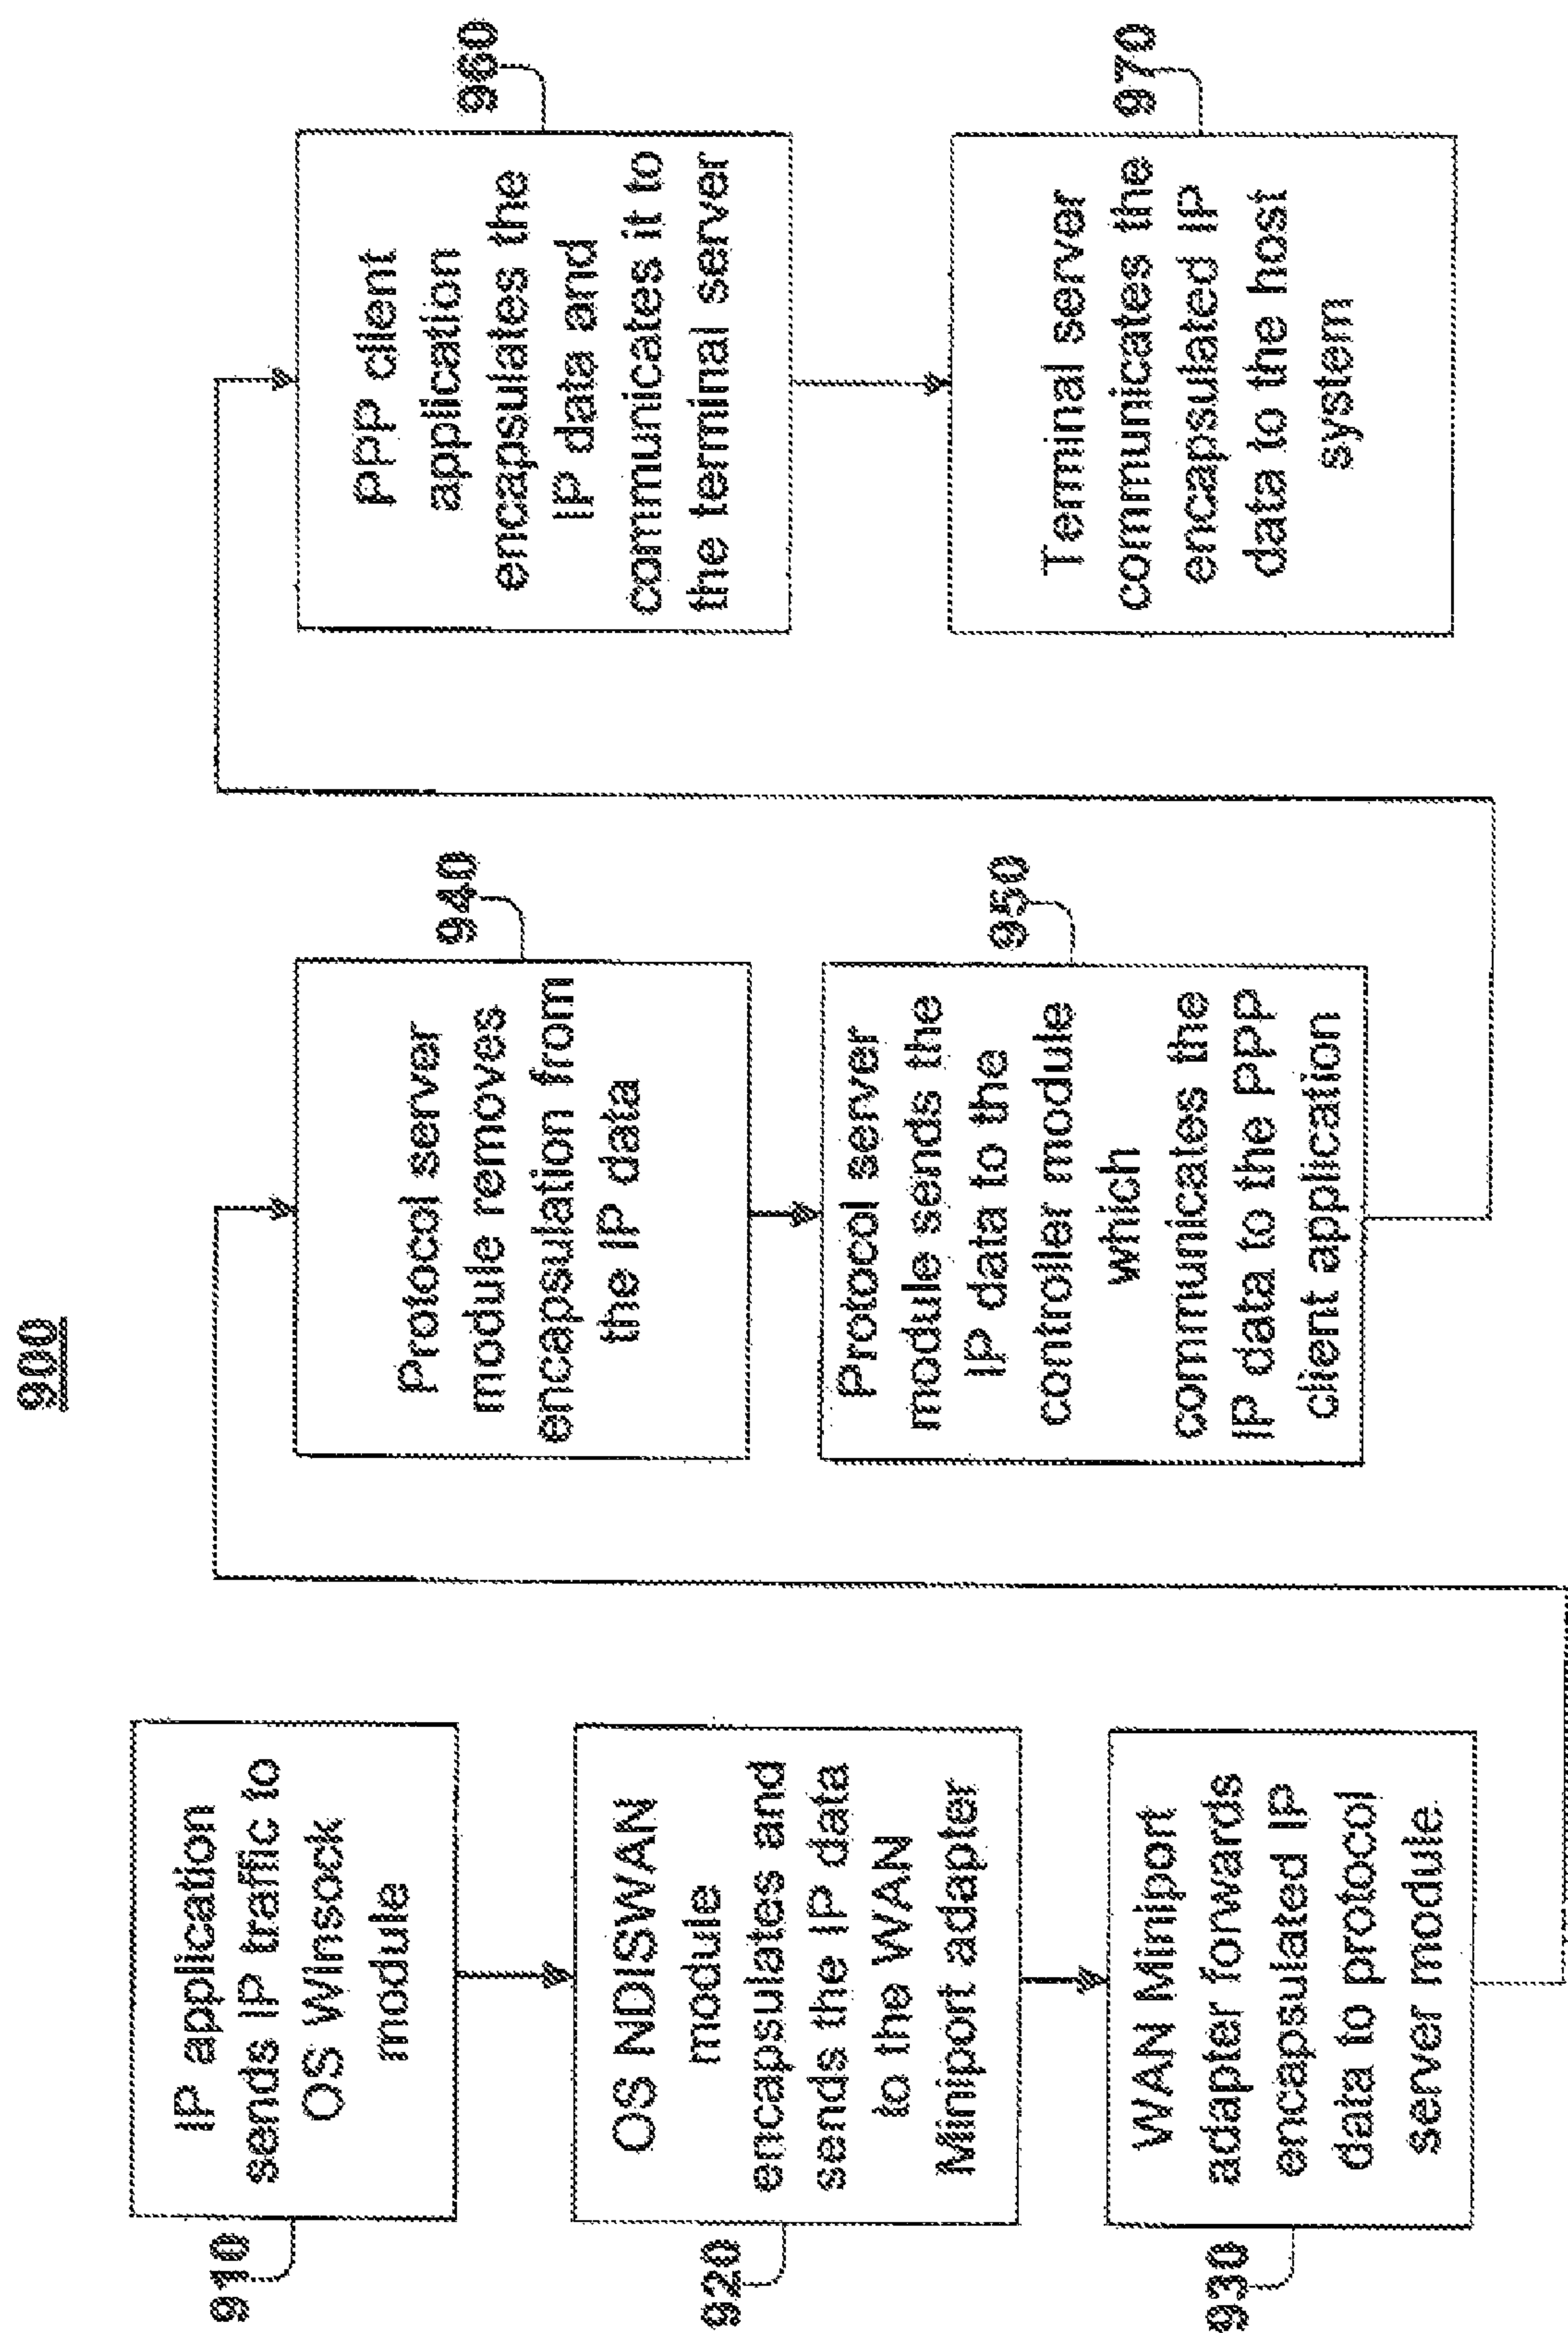 900
910
IP application
sends IP traffic to
OS Winsock
module
920
OS NDISWAN
module
encapsulates and
sends the IP data
to the WAN
Miniport adapter
930
WAN Miniport
adapter forwards
encapsulated IP
data to protocol
server module.
940
Protocol server
module removes
encapsulation from
the IP data
950
Protocol server
module sends the
IP data to the
controller module
which
communicates the
IP data to the PPP
client application
960
PPP client
application
encapsulates the
IP data and
communicates it to
the terminal server
970
Terminal server
communicates the
encapsulated IP
data to the host
system